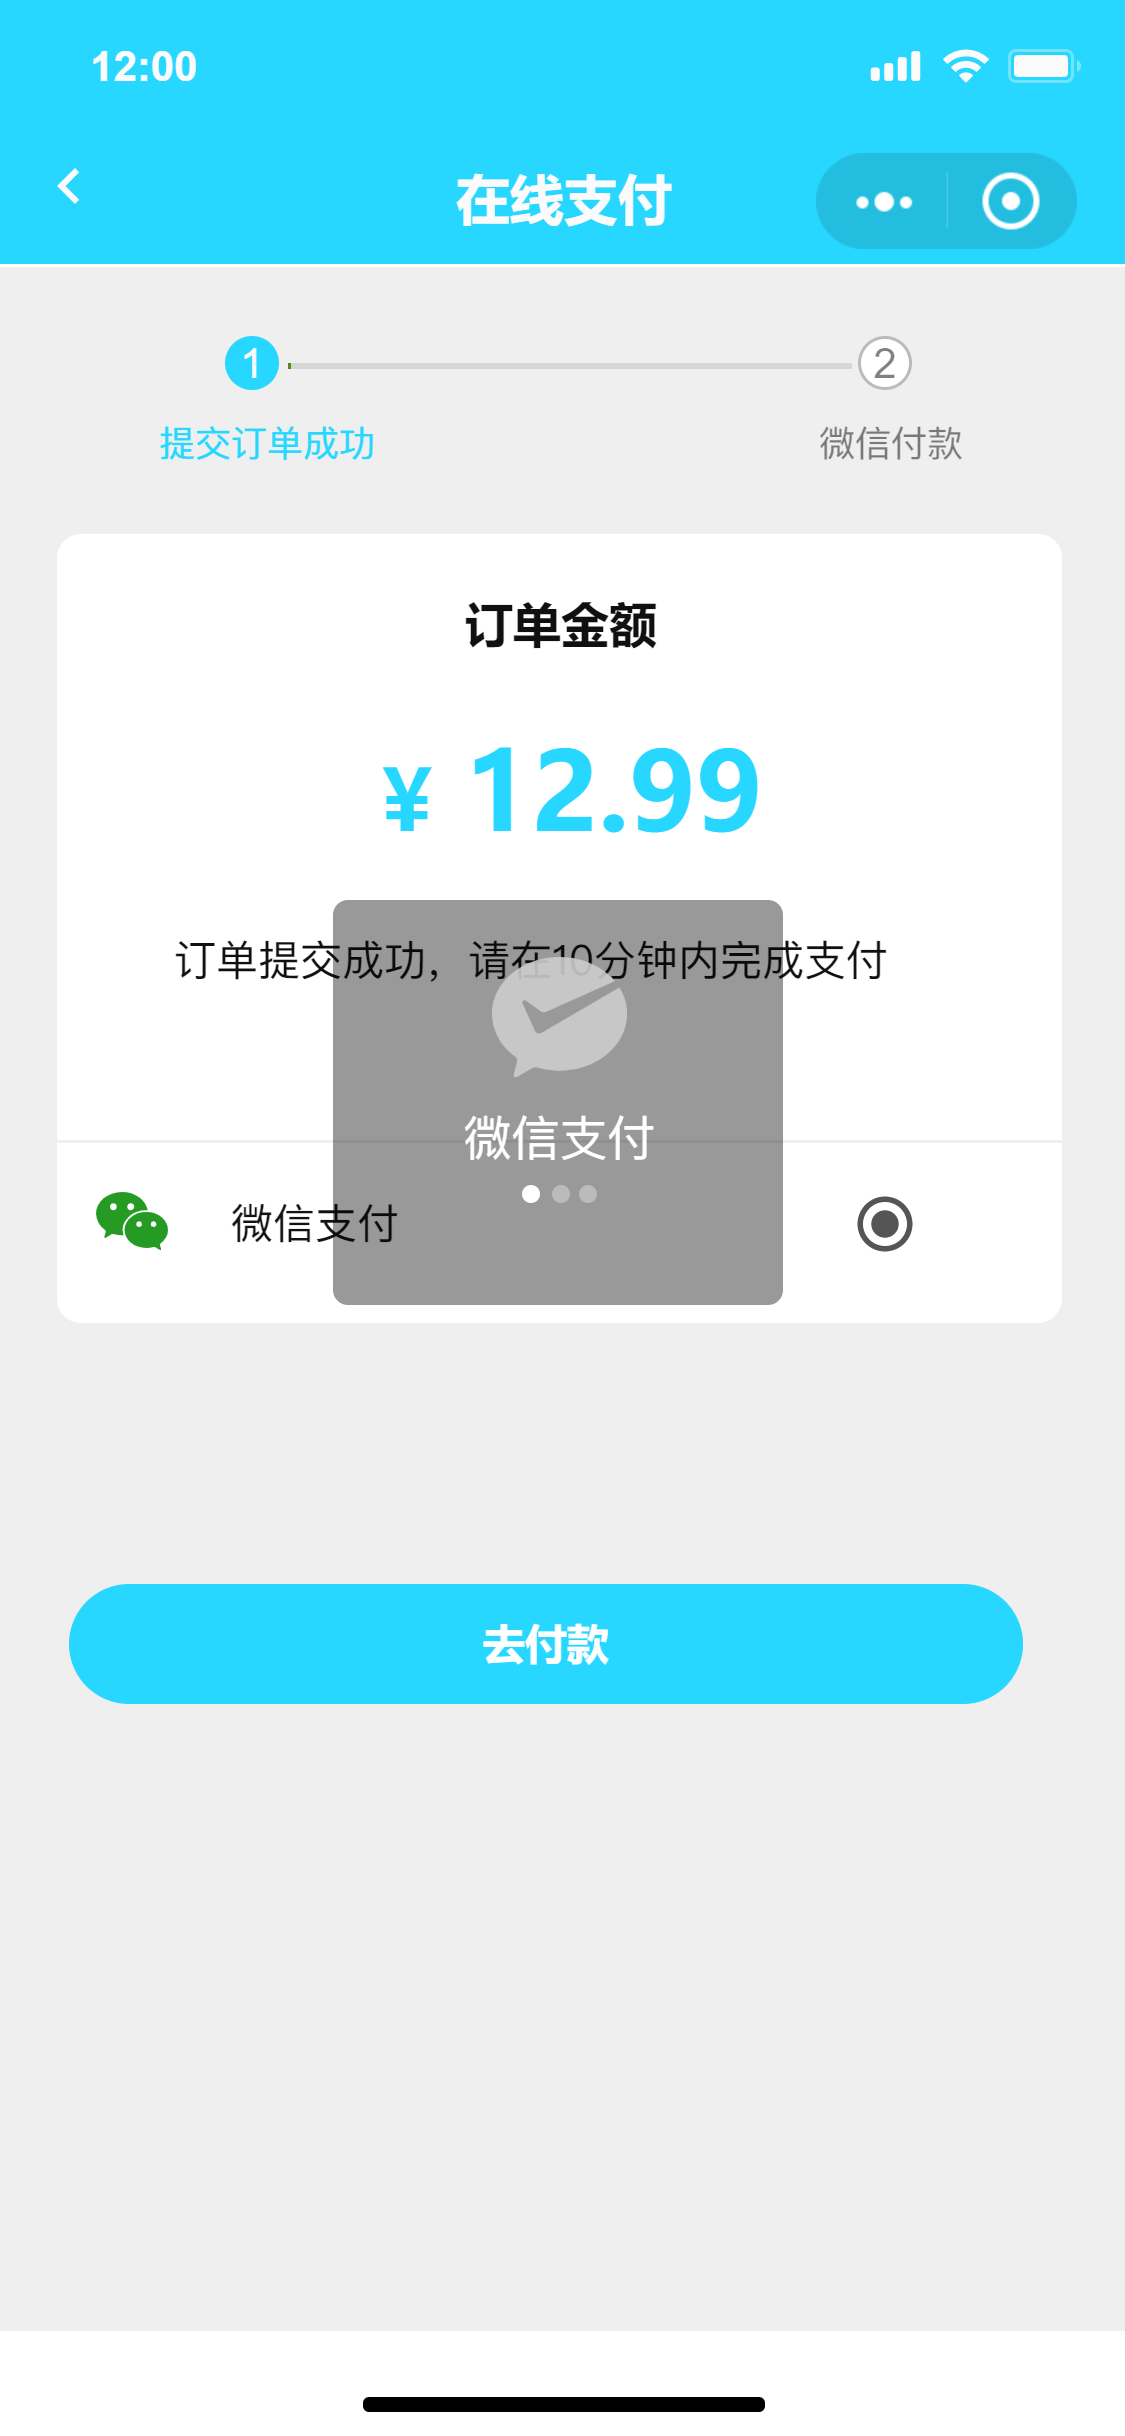 12:00
在线支付
1
2
提交订单成功
微信付款
订单金额
¥ 12.99
订单提交成功，请在10分钟内完成支付
微信支付
微信支付
去付款